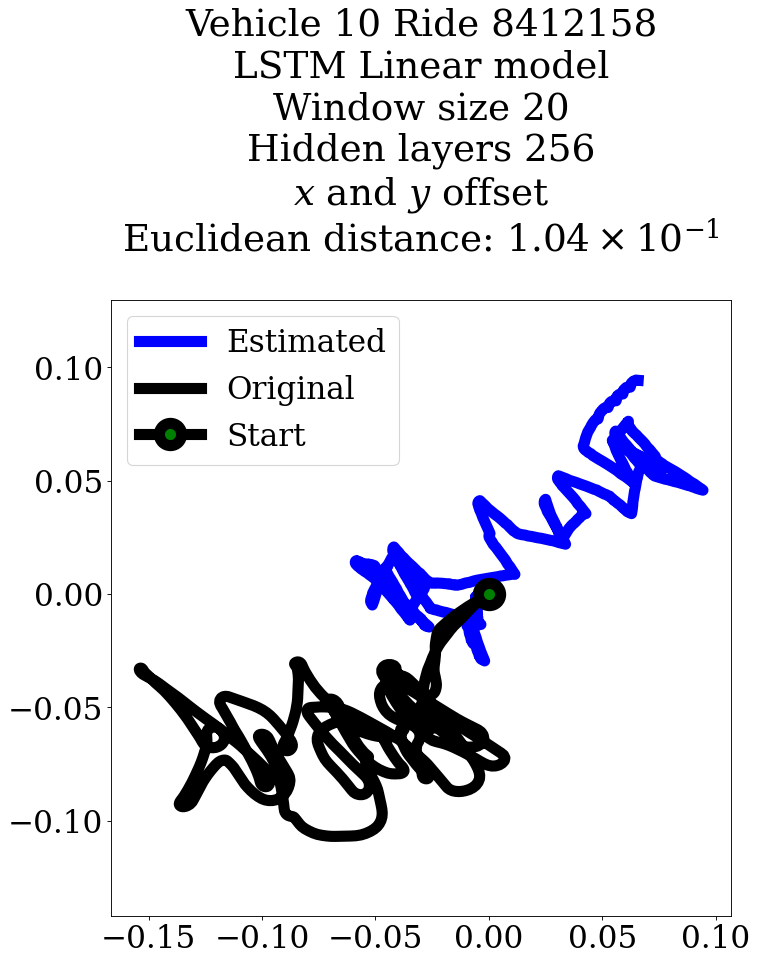 Vehicle 10 Ride 8412158
LSTM Linear model
Window size 20
Hidden layers 256
x and y offset
Euclidean distance: 1.04 × 10⁻¹
Estimated
Original
Start
0.10
0.05
0.00
−0.05
−0.10
−0.15 −0.10 −0.05 0.00 0.05 0.10